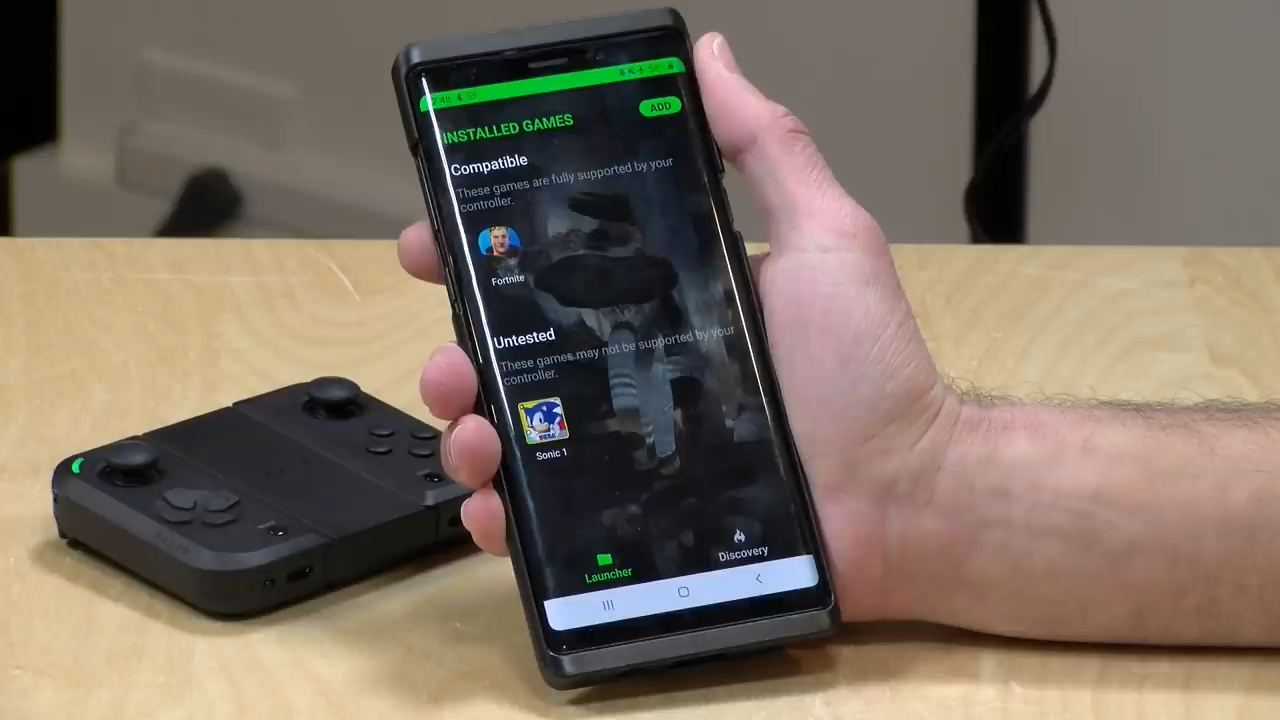 INSTALLED GAMES
ADD
Compatible
These games are fully supported by your
controller.
Fortnite
Untested
These games may not be supported by your
controller.
SEGA
Sonic 1
Launcher
Discovery